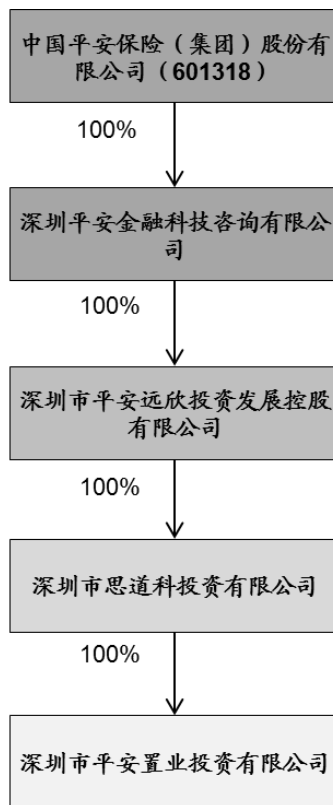 中国平安保险（集团）股份有
限公司（601318）
100%
深圳平安金融科技咨询有限公
司
100%
深圳市平安远欣投资发展控股
有限公司
100%
深圳市思道科投资有限公司
100%
深圳市平安置业投资有限公司